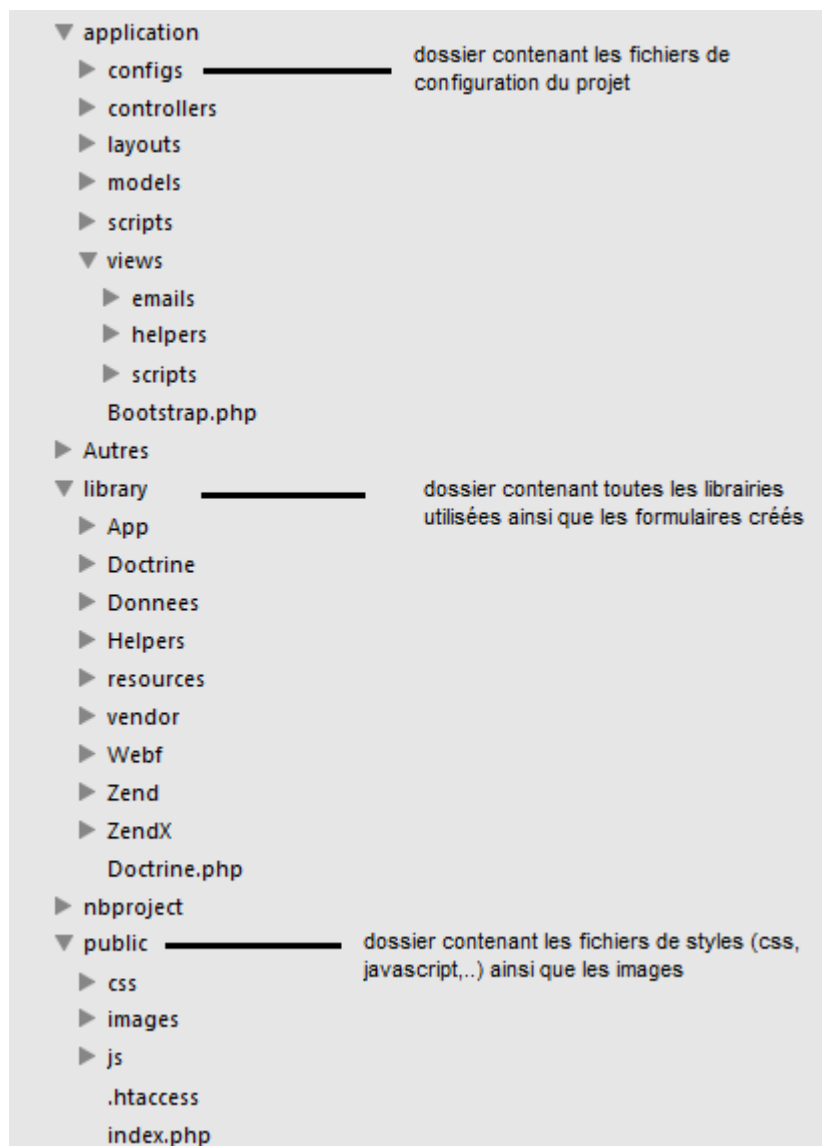 application
configs
dossier contenant les fichiers de
configuration du projet
controllers
layouts
models
scripts
views
emails
helpers
scripts
Bootstrap.php
Autres
library
dossier contenant toutes les librairies
utilisées ainsi que les formulaires créés
App
Doctrine
Donnees
Helpers
resources
vendor
Webf
Zend
ZendX
Doctrine.php
nbproject
public
dossier contenant les fichiers de styles (css,
javascript,..) ainsi que les images
css
images
js
.htaccess
index.php